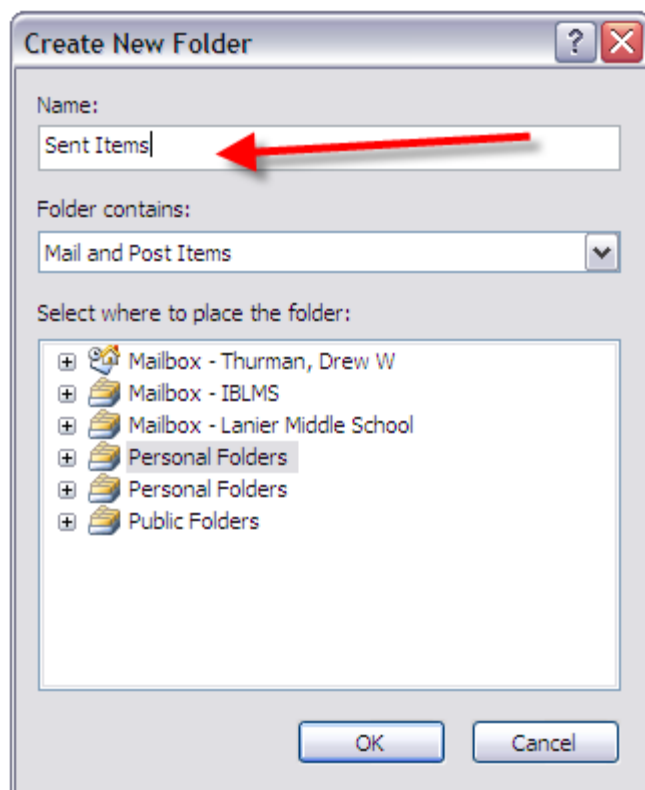 Create New Folder
Name:
Sent Items
Folder contains:
Mail and Post Items
Select where to place the folder:
Mailbox - Thurman, Drew W
Mailbox - IBLMS
Mailbox - Lanier Middle School
Personal Folders
Personal Folders
Public Folders
OK Cancel